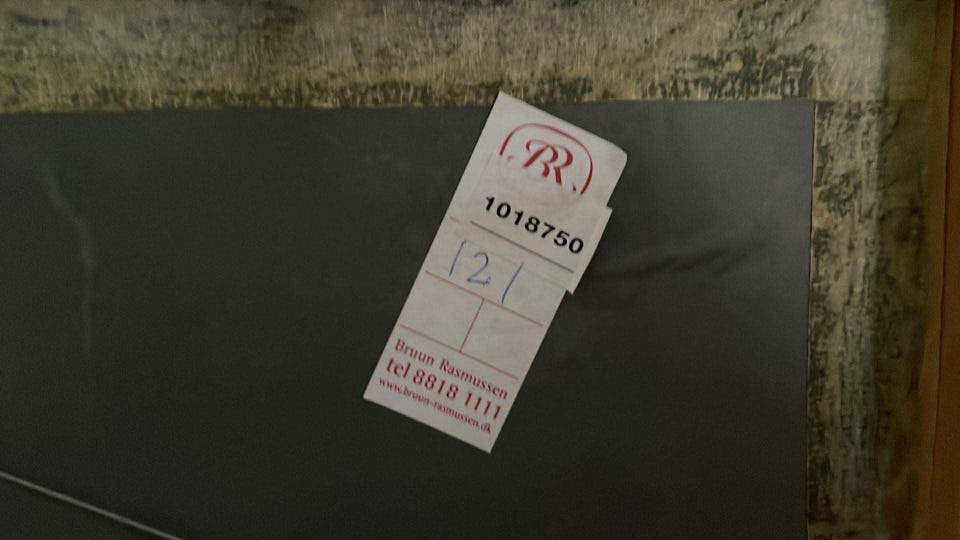 BR
1018750
121
Bruun Rasmussen
tel 8818 1111
www.bruun-rasmussen.dk